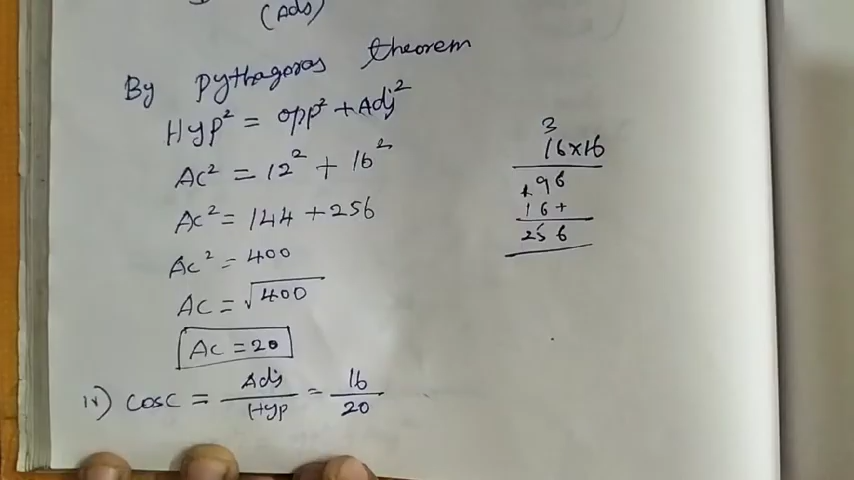 (Adj)
By Pythagoras theorem
Hyp² = opp² + Adj²
AC² = 12² + 16²
AC² = 144 + 256
AC² = 400
AC = √400
AC = 20
iv) cosc = Adj/Hyp = 16/20
3
16×16
96
16+
256